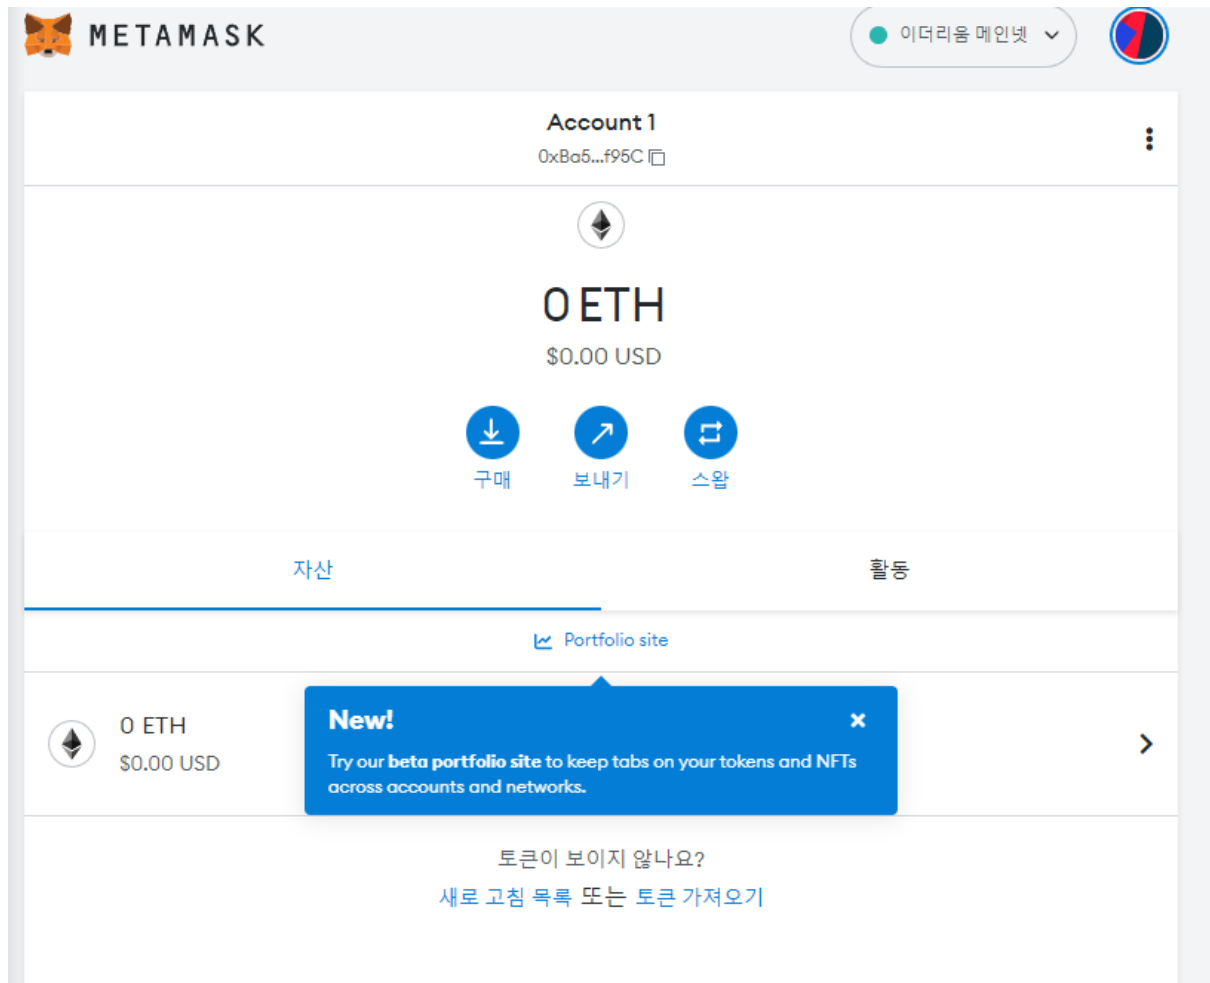 METAMASK
이더리움 메인넷
Account 1
0xBa5...f95C
0 ETH
$0.00 USD
구매
보내기
스왑
자산
활동
Portfolio site
0 ETH
$0.00 USD
New!
Try our beta portfolio site to keep tabs on your tokens and NFTs
across accounts and networks.
토큰이 보이지 않나요?
새로 고침 목록 또는 토큰 가져오기